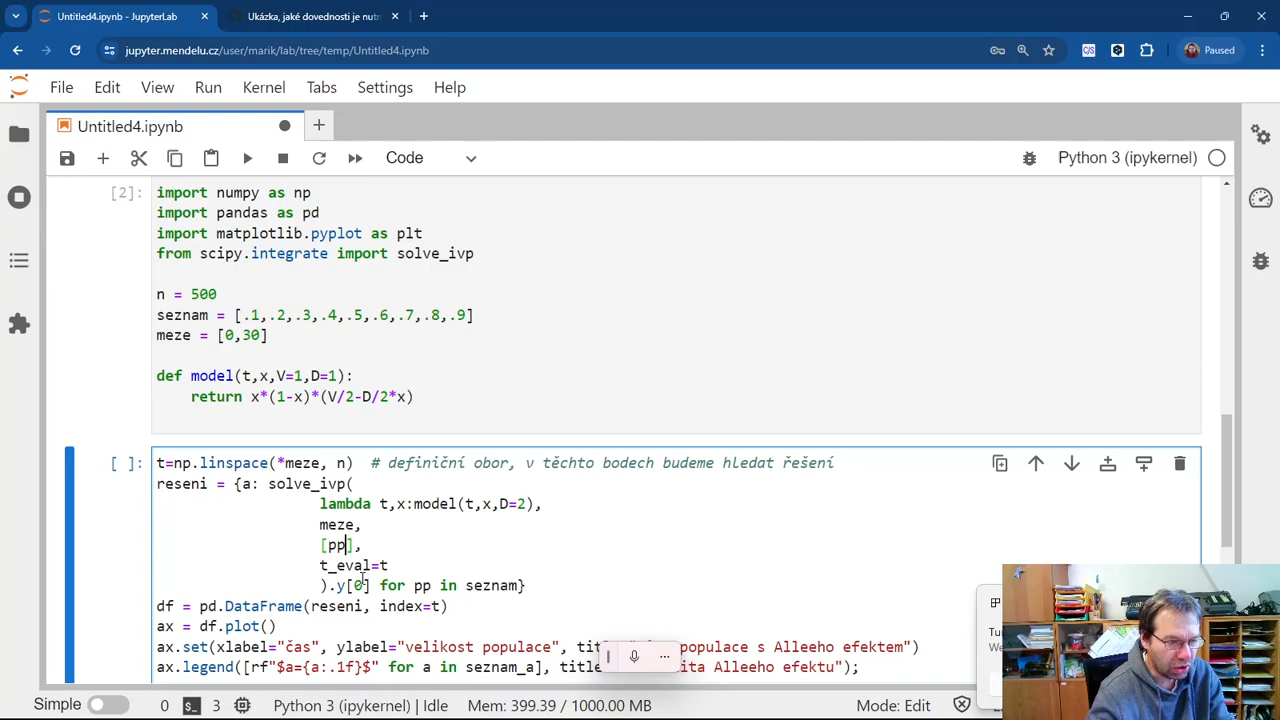 Untitled4.ipynb - JupyterLab
Ukázka, jaké dovednosti je nutn
jupyter.mendelu.cz/user/marik/lab/tree/temp/Untitled4.ipynb
Paused
File Edit View Run Kernel Tabs Settings Help
Untitled4.ipynb
Code
Python 3 (ipykernel)
[2]:
import numpy as np
import pandas as pd
import matplotlib.pyplot as plt
from scipy.integrate import solve_ivp
n = 500
seznam = [.1,.2,.3,.4,.5,.6,.7,.8,.9]
meze = [0,30]
def model(t,x,V=1,D=1):
return x*(1-x)*(V/2-D/2*x)
[ ]:
t=np.linspace(*meze, n)  # definiční obor, v těchto bodech budeme hledat řešení
reseni = {a: solve_ivp(
lambda t,x:model(t,x,D=2),
meze,
[pp],
t_eval=t
).y[0] for pp in seznam}
df = pd.DataFrame(reseni, index=t)
ax = df.plot()
ax.set(xlabel="čas", ylabel="velikost populace", populace s Alleeho efektem")
ax.legend([rf"$a={a:.1f}$" for a in seznam_a], title ita Alleeho efektu");
Simple 0 3 Python 3 (ipykernel) | Idle Mem: 399.39 / 1000.00 MB Mode: Edit